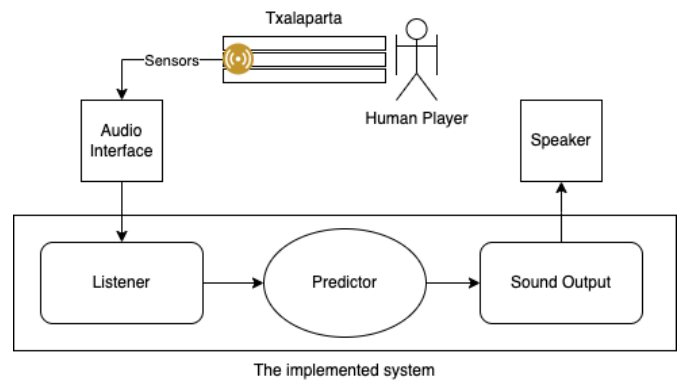 Txalaparta
Sensors
Human Player
Audio
Interface
Speaker
Listener
Predictor
Sound Output
The implemented system